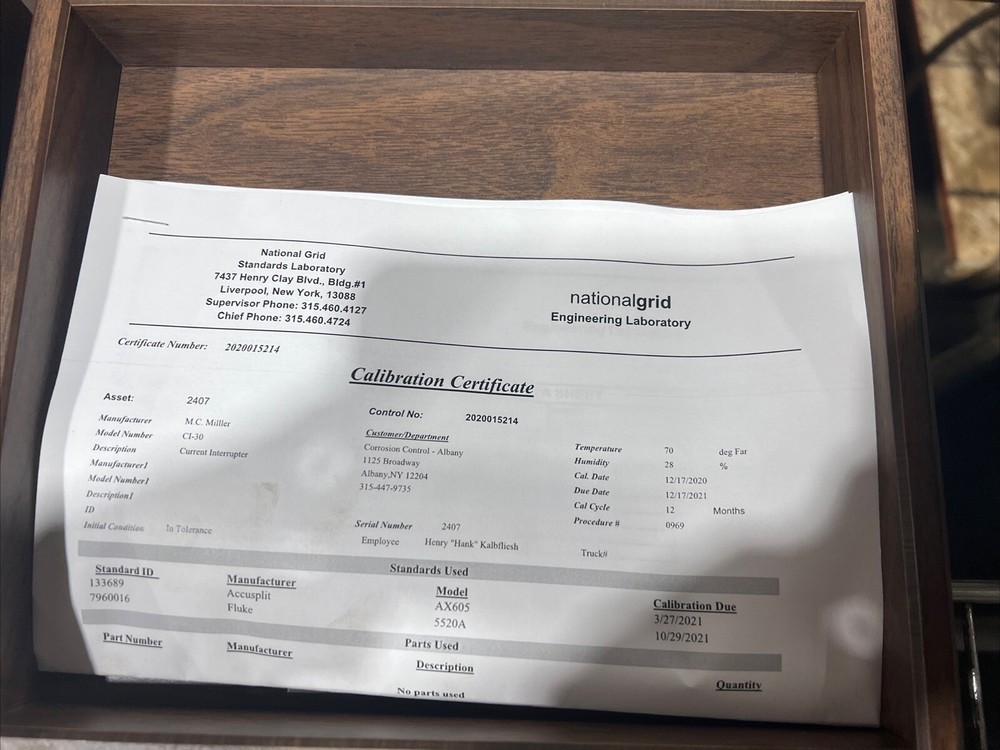 National Grid
Standards Laboratory
7437 Henry Clay Blvd., Bldg.#1
Liverpool, New York, 13088
Supervisor Phone: 315.460.4127
Chief Phone: 315.460.4724
nationalgrid
Engineering Laboratory
Certificate Number: 2020015214
Calibration Certificate
Asset: 2407
Control No: 2020015214
Manufacturer M.C. Milller
Model Number CI-30
Description Current Interrupter
Manufacturer1
Model Number1
Description1
ID
Initial Condition In Tolerance
Customer/Department
Corrosion Control - Albany
1125 Broadway
Albany,NY 12204
315-447-9735
Serial Number 2407
Employee Henry "Hank" Kalbfliesh
Temperature 70 deg Far
Humidity 28 %
Cal. Date 12/17/2020
Due Date 12/17/2021
Cal Cycle 12 Months
Procedure # 0969
Truck#
Standards Used
Standard ID Manufacturer Model Calibration Due
133689 Accusplit AX605 3/27/2021
7960016 Fluke 5520A 10/29/2021
Parts Used
Part Number Manufacturer Description Quantity
No parts used